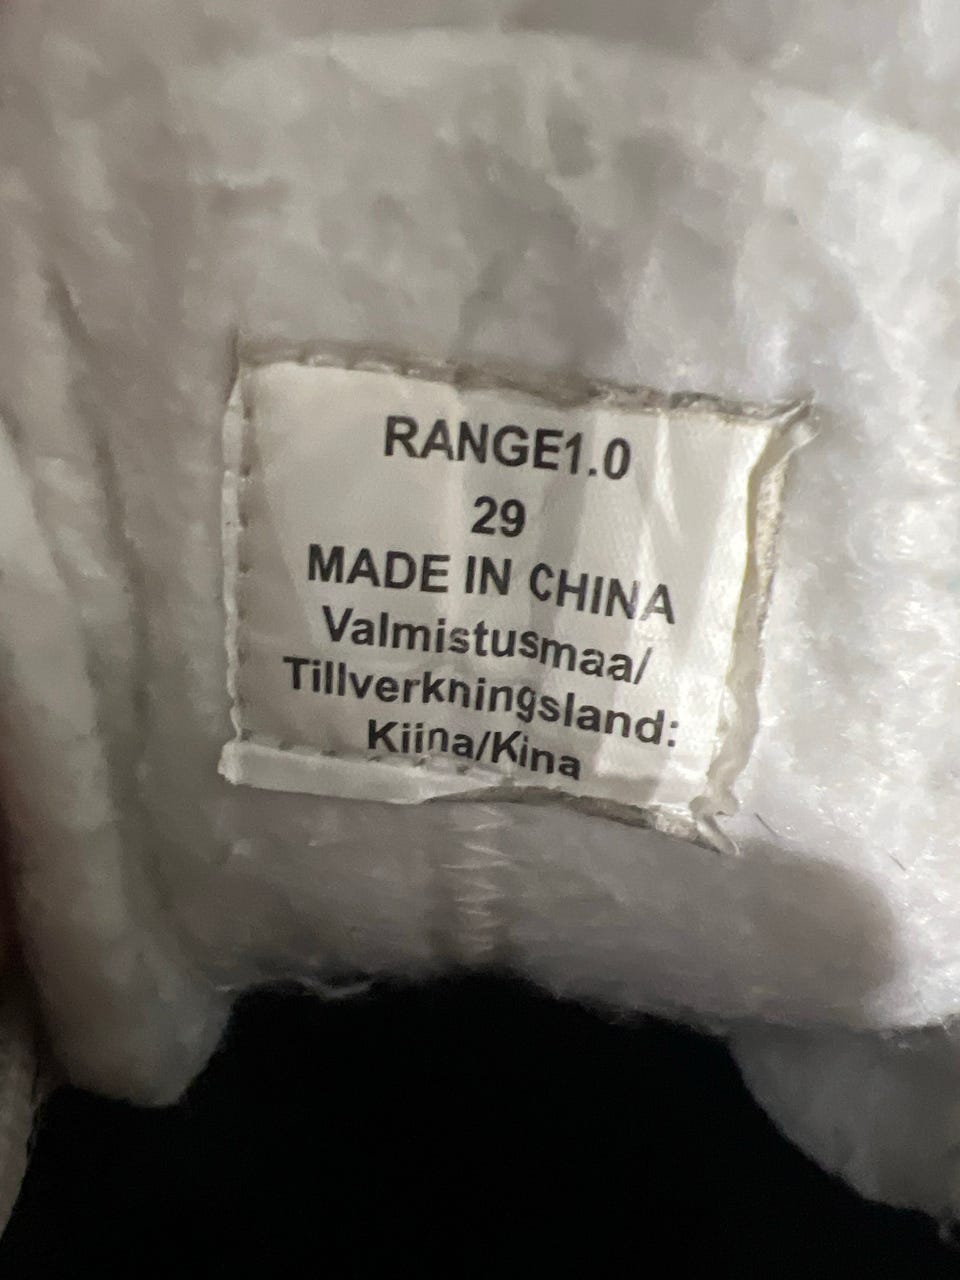 RANGE1.0
29
MADE IN CHINA
Valmistusmaa/
Tillverkningsland:
Kiina/Kina